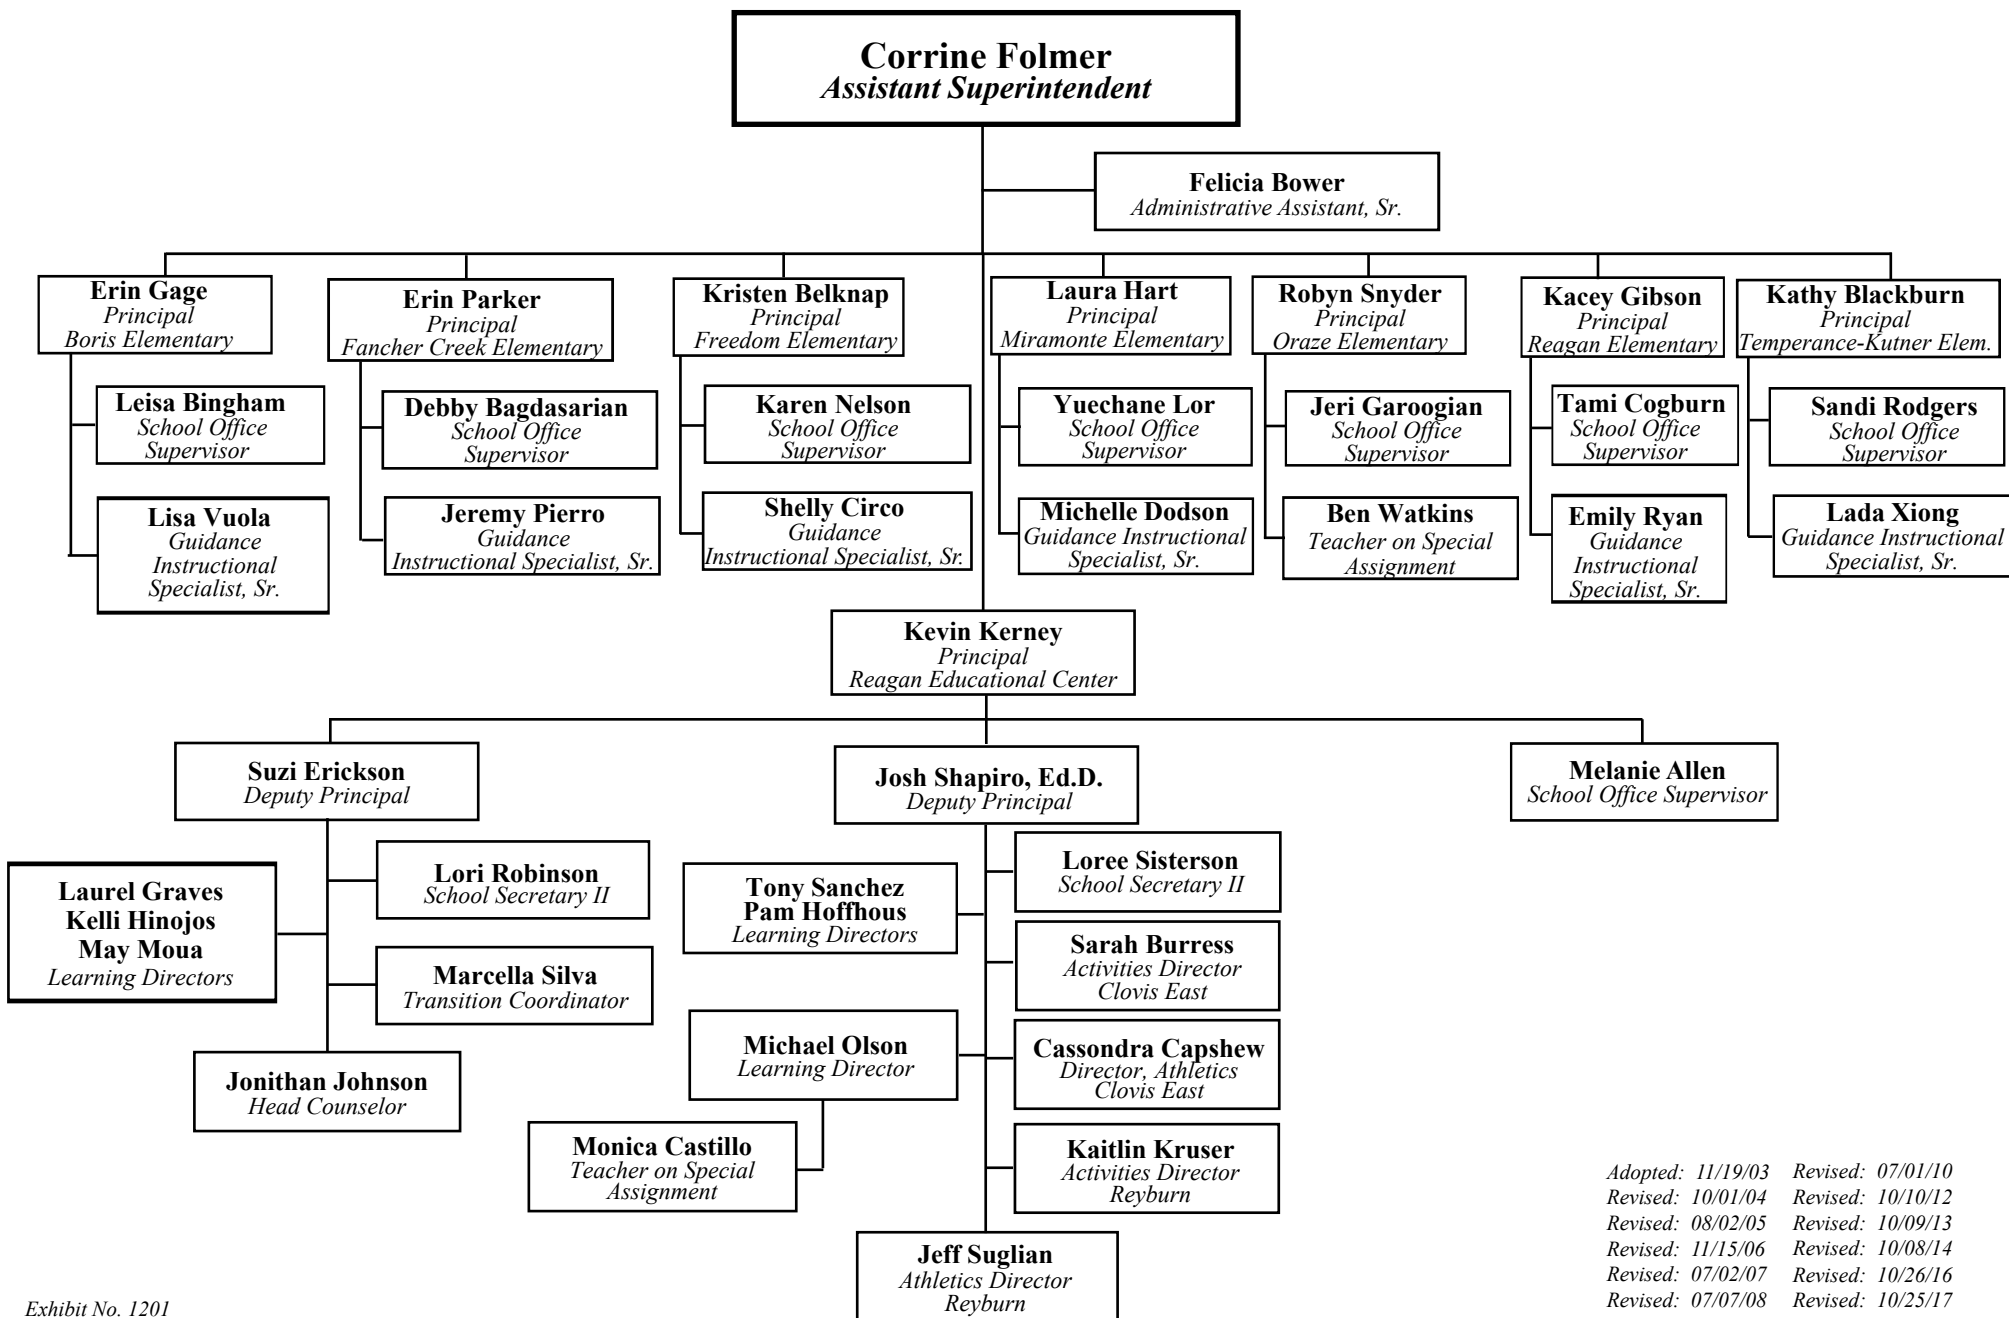 Corrine Folmer
Assistant Superintendent
Felicia Bower
Administrative Assistant, Sr.
Erin Gage
Principal
Boris Elementary
Leisa Bingham
School Office
Supervisor
Lisa Vuola
Guidance
Instructional
Specialist, Sr.
Erin Parker
Principal
Fancher Creek Elementary
Debby Bagdasarian
School Office
Supervisor
Jeremy Pierro
Guidance
Instructional Specialist, Sr.
Kristen Belknap
Principal
Freedom Elementary
Karen Nelson
School Office
Supervisor
Shelly Circo
Guidance
Instructional Specialist, Sr.
Laura Hart
Principal
Miramonte Elementary
Yuechane Lor
School Office
Supervisor
Michelle Dodson
Guidance Instructional
Specialist, Sr.
Robyn Snyder
Principal
Oraze Elementary
Jeri Garoogian
School Office
Supervisor
Ben Watkins
Teacher on Special
Assignment
Kacey Gibson
Principal
Reagan Elementary
Tami Cogburn
School Office
Supervisor
Emily Ryan
Guidance
Instructional
Specialist, Sr.
Kathy Blackburn
Principal
Temperance-Kutner Elem.
Sandi Rodgers
School Office
Supervisor
Lada Xiong
Guidance Instructional
Specialist, Sr.
Kevin Kerney
Principal
Reagan Educational Center
Suzi Erickson
Deputy Principal
Lori Robinson
School Secretary II
Laurel Graves
Kelli Hinojos
May Moua
Learning Directors
Marcella Silva
Transition Coordinator
Jonithan Johnson
Head Counselor
Josh Shapiro, Ed.D.
Deputy Principal
Loree Sisterson
School Secretary II
Tony Sanchez
Pam Hoffhous
Learning Directors
Sarah Burress
Activities Director
Clovis East
Michael Olson
Learning Director
Cassondra Capshew
Director, Athletics
Clovis East
Monica Castillo
Teacher on Special
Assignment
Kaitlin Kruser
Activities Director
Reyburn
Jeff Suglian
Athletics Director
Reyburn
Melanie Allen
School Office Supervisor
Adopted: 11/19/03 Revised: 07/01/10
Revised: 10/01/04 Revised: 10/10/12
Revised: 08/02/05 Revised: 10/09/13
Revised: 11/15/06 Revised: 10/08/14
Revised: 07/02/07 Revised: 10/26/16
Revised: 07/07/08 Revised: 10/25/17
Exhibit No. 1201